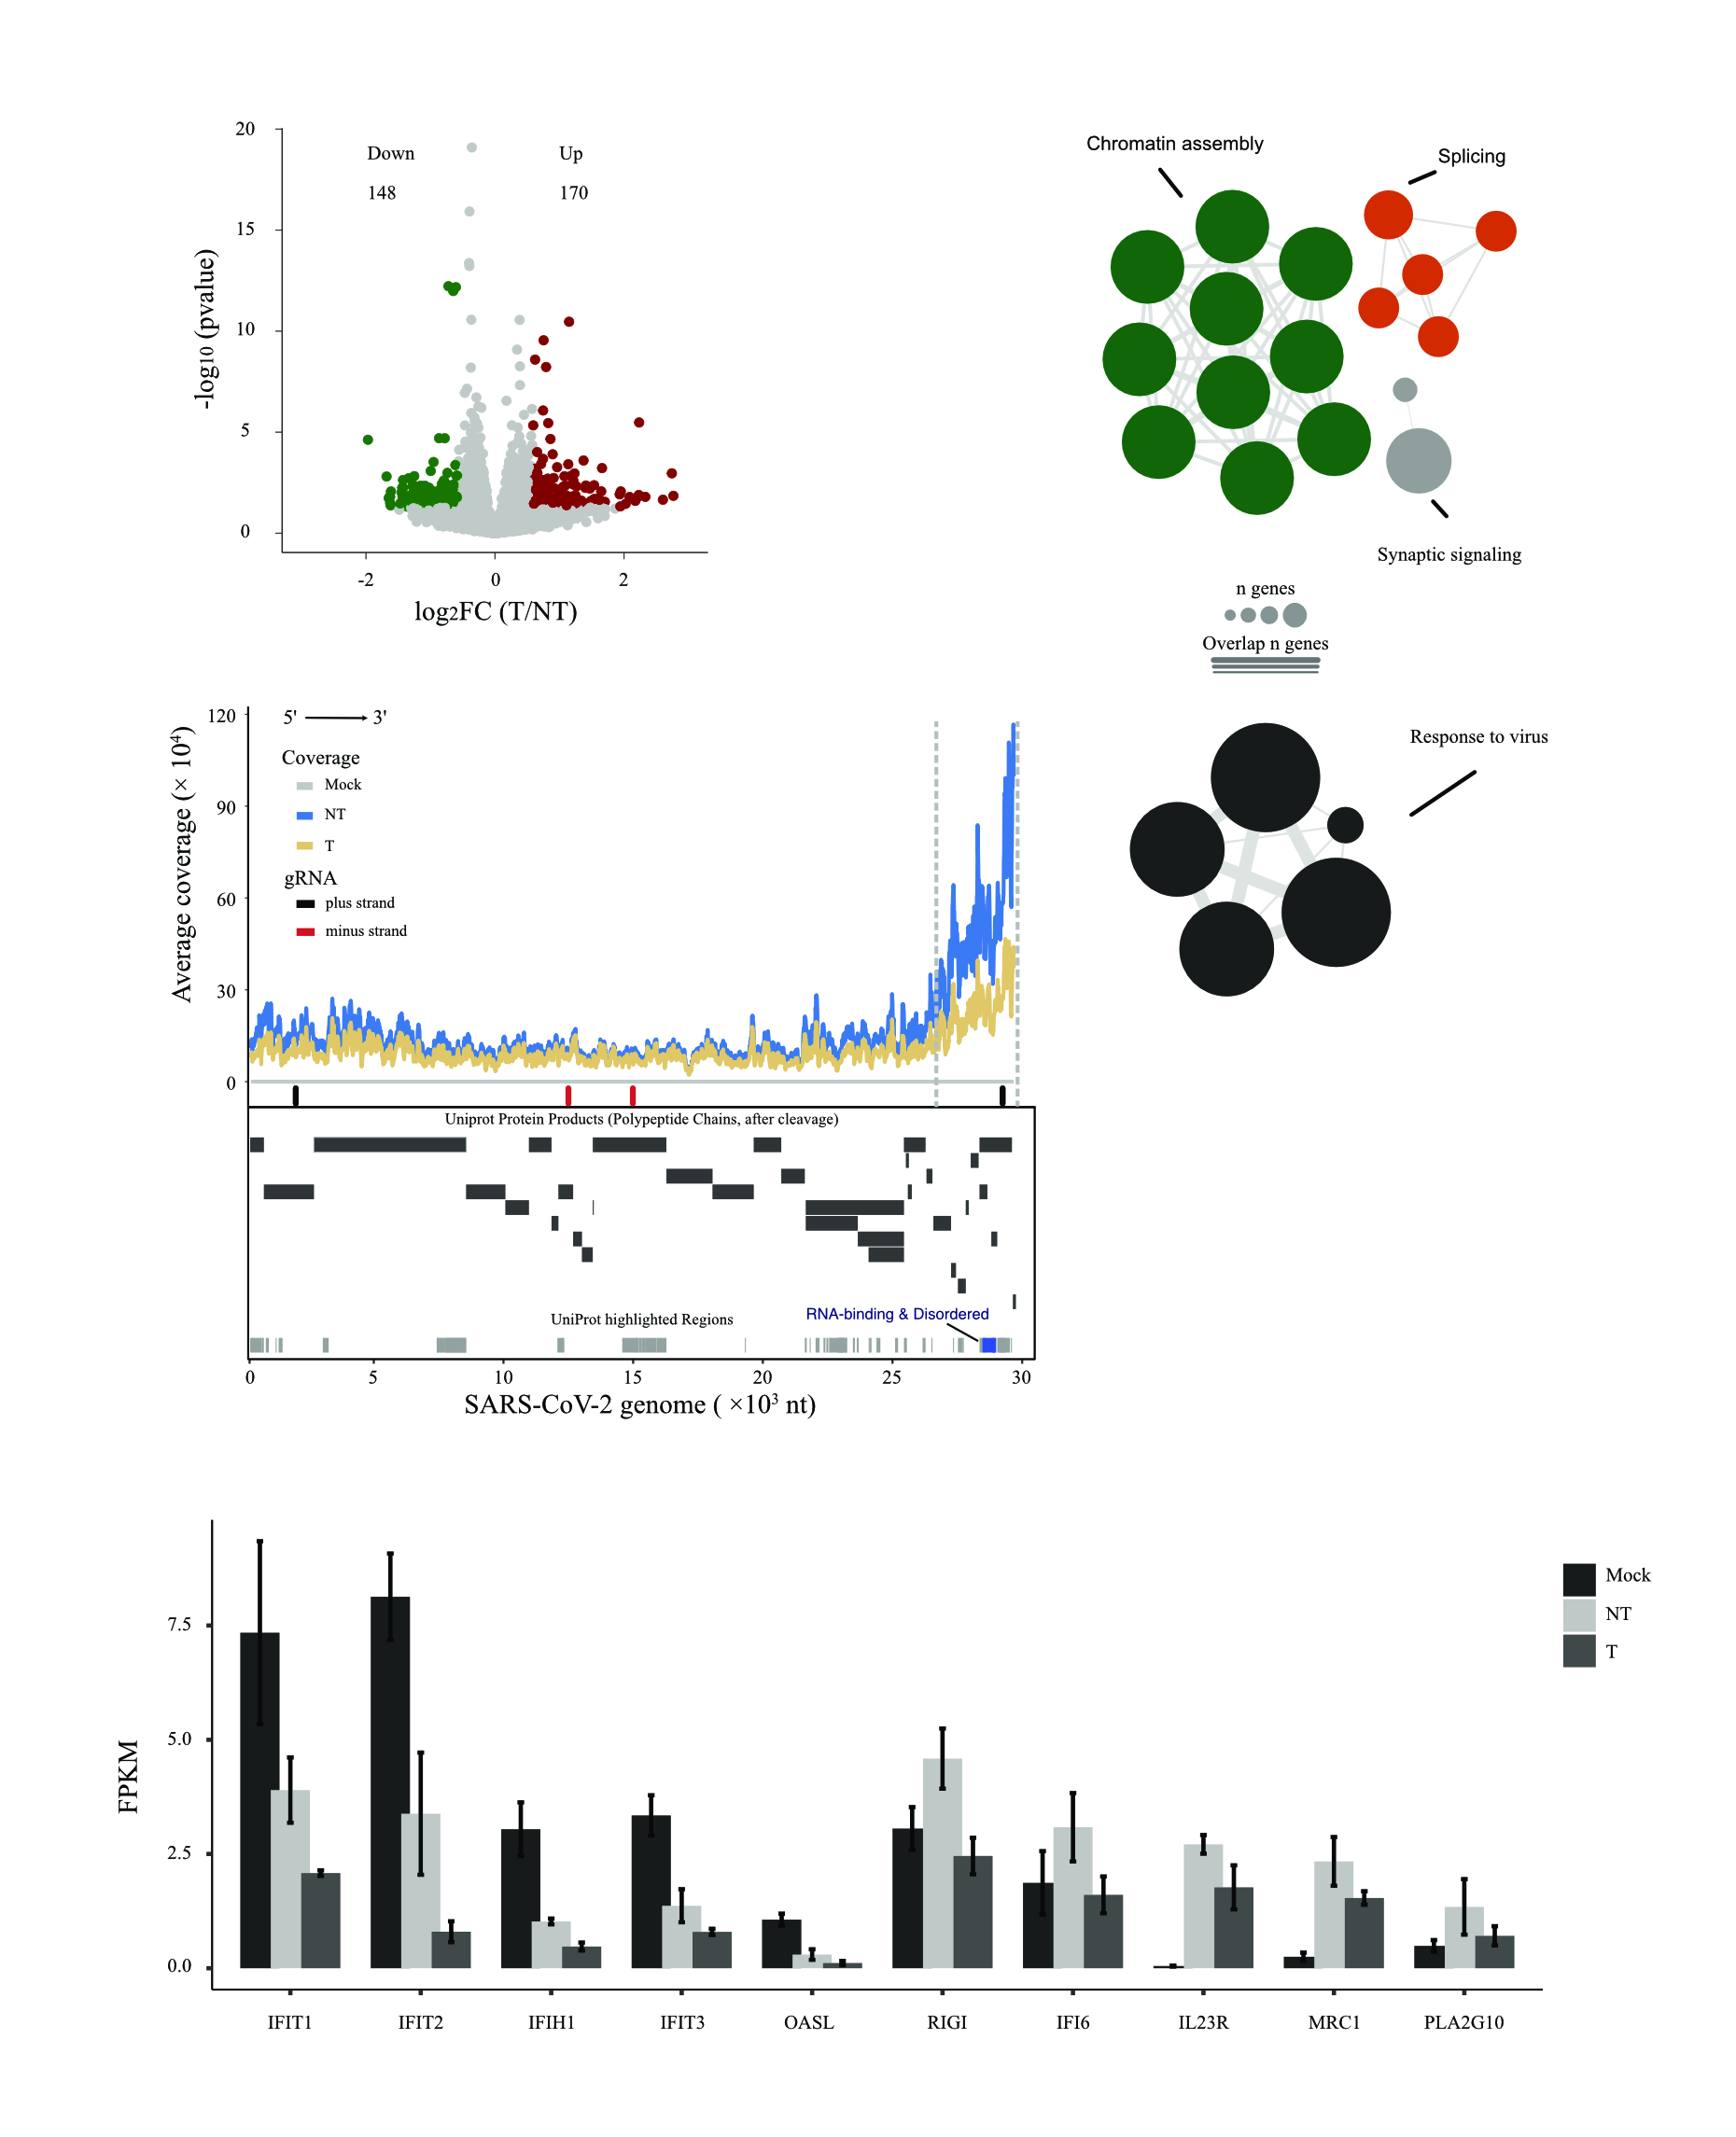 20
15
10
5
0
-log10 (pvalue)
Down
148
Up
170
-2
0
2
log2FC (T/NT)
Chromatin assembly
Splicing
Synaptic signaling
n genes
Overlap n genes
Response to virus
120
90
60
30
0
Average coverage (× 10⁴)
5' 3'
Coverage
Mock
NT
T
gRNA
plus strand
minus strand
Uniprot Protein Products (Polypeptide Chains, after cleavage)
RNA-binding & Disordered
UniProt highlighted Regions
0 5 10 15 20 25 30
SARS-CoV-2 genome ( ×10³ nt)
7.5
5.0
2.5
0.0
FPKM
Mock
NT
T
IFIT1 IFIT2 IFIH1 IFIT3 OASL RIGI IFI6 IL23R MRC1 PLA2G10